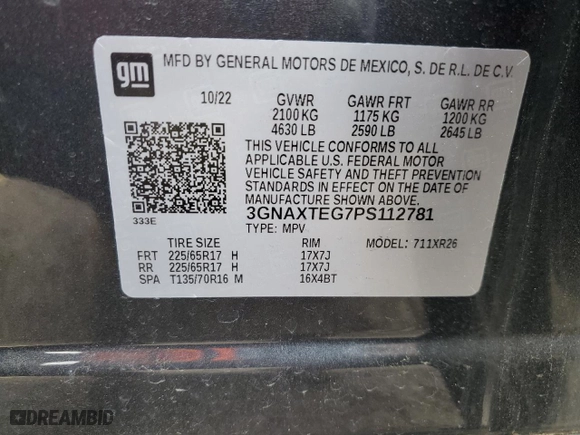 gm
MFD BY GENERAL MOTORS DE MEXICO, S. DE R.L. DE C.V.
10/22 GVWR GAWR FRT GAWR RR
2100 KG 1175 KG 1200 KG
4630 LB 2590 LB 2645 LB
THIS VEHICLE CONFORMS TO ALL
APPLICABLE U.S. FEDERAL MOTOR
VEHICLE SAFETY AND THEFT PREVENTION
STANDARDS IN EFFECT ON THE DATE OF
MANUFACTURE SHOWN ABOVE.
333E 3GNAXTEG7PS112781
TYPE: MPV MODEL: 711XR26
TIRE SIZE RIM
FRT 225/65R17 H 17X7J
RR 225/65R17 H 17X7J
SPA T135/70R16 M 16X4BT
DREAMBID